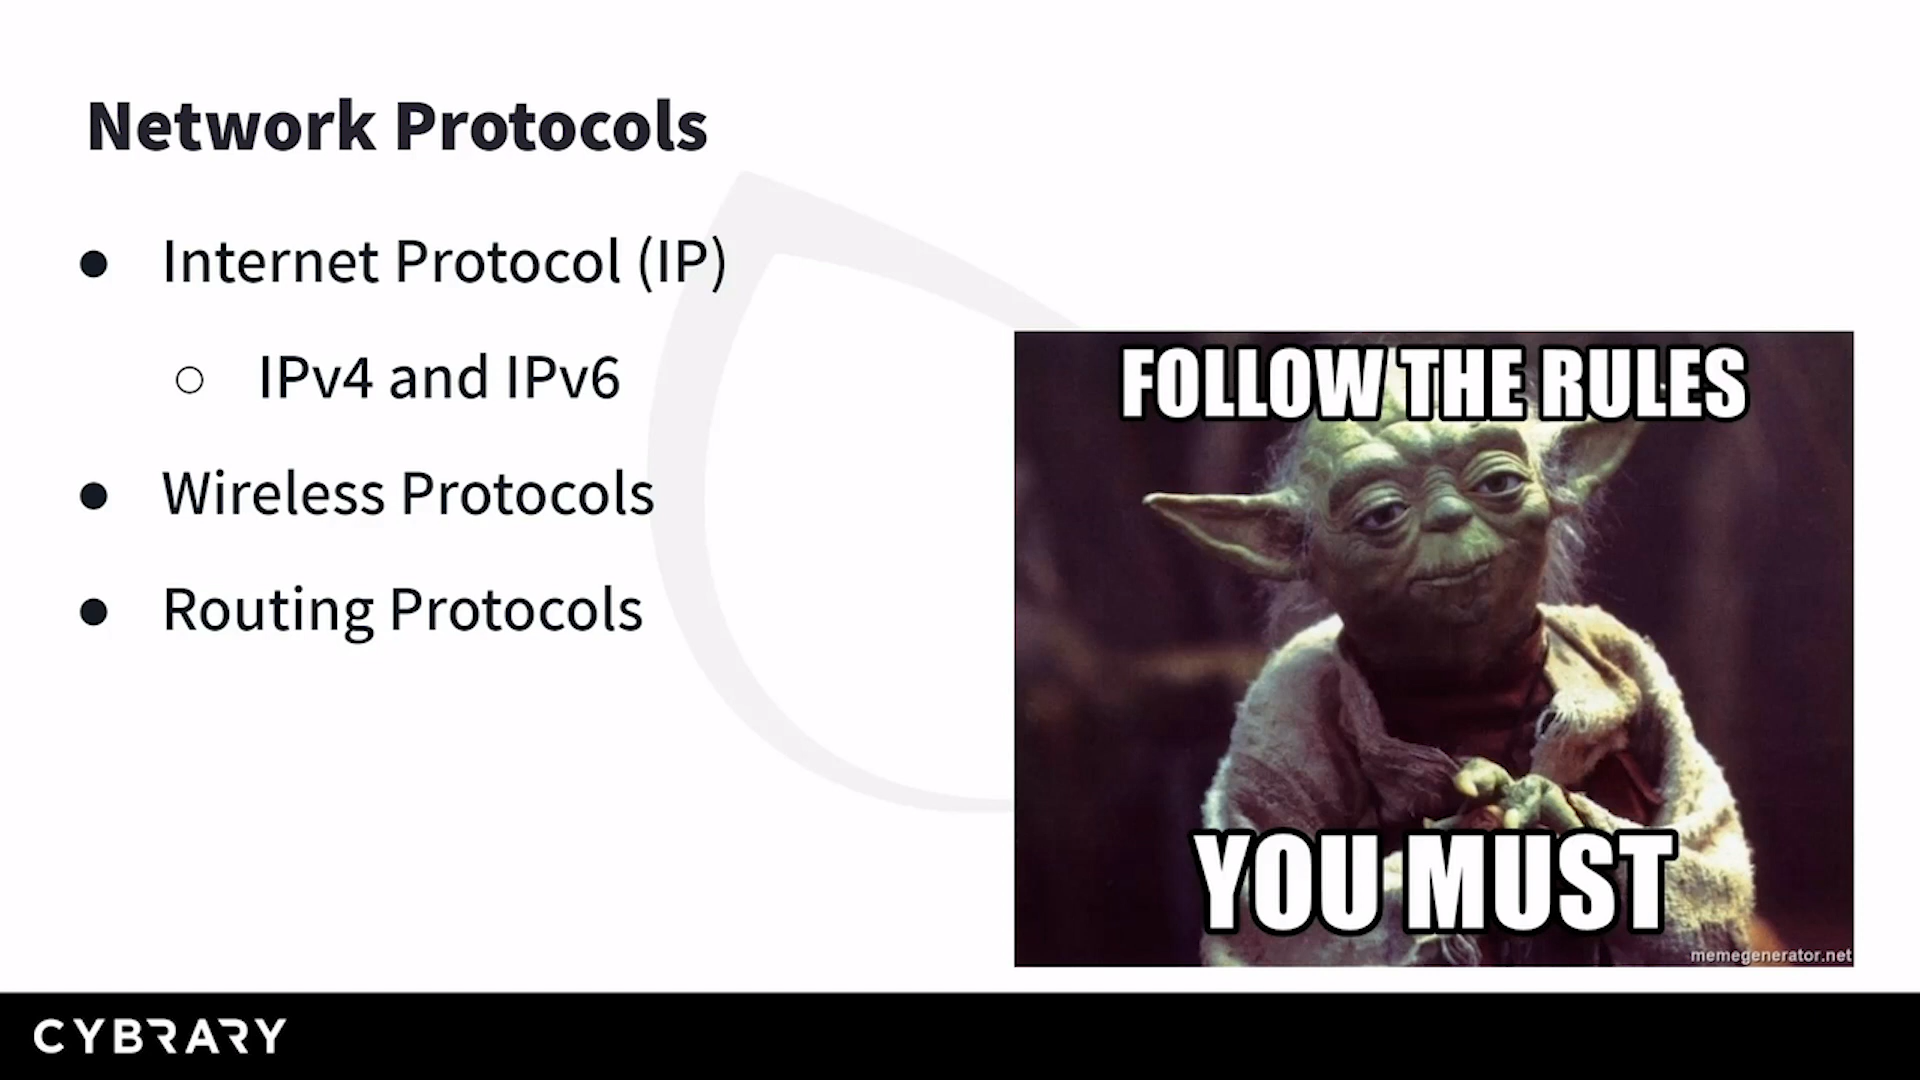 Network Protocols
● Internet Protocol (IP)
○ IPv4 and IPv6
● Wireless Protocols
● Routing Protocols
FOLLOW THE RULES
YOU MUST
memegenerator.net
CYBRARY